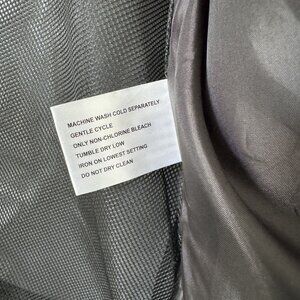 MACHINE WASH COLD SEPARATELY
GENTLE CYCLE
ONLY NON-CHLORINE BLEACH
TUMBLE DRY LOW
IRON ON LOWEST SETTING
DO NOT DRY CLEAN